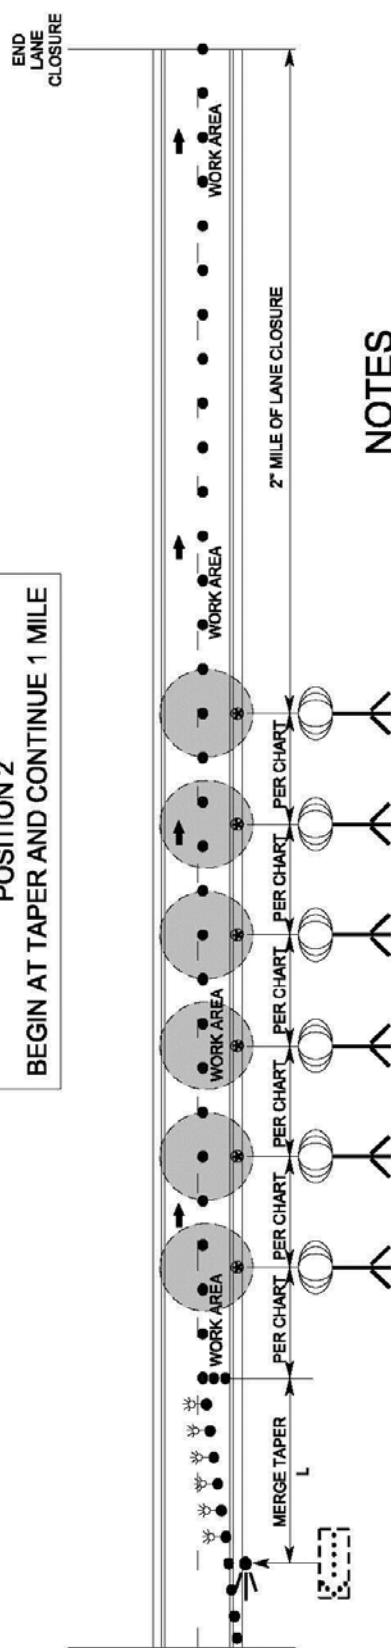 POSITION 2
BEGIN AT TAPER AND CONTINUE 1 MILE
END
LANE
CLOSURE
WORK AREA
WORK AREA
WORK AREA
WORK AREA
MERGE TAPER
L
PER CHART
PER CHART
PER CHART
PER CHART
PER CHART
PER CHART
2" MILE OF LANE CLOSURE
NOTES